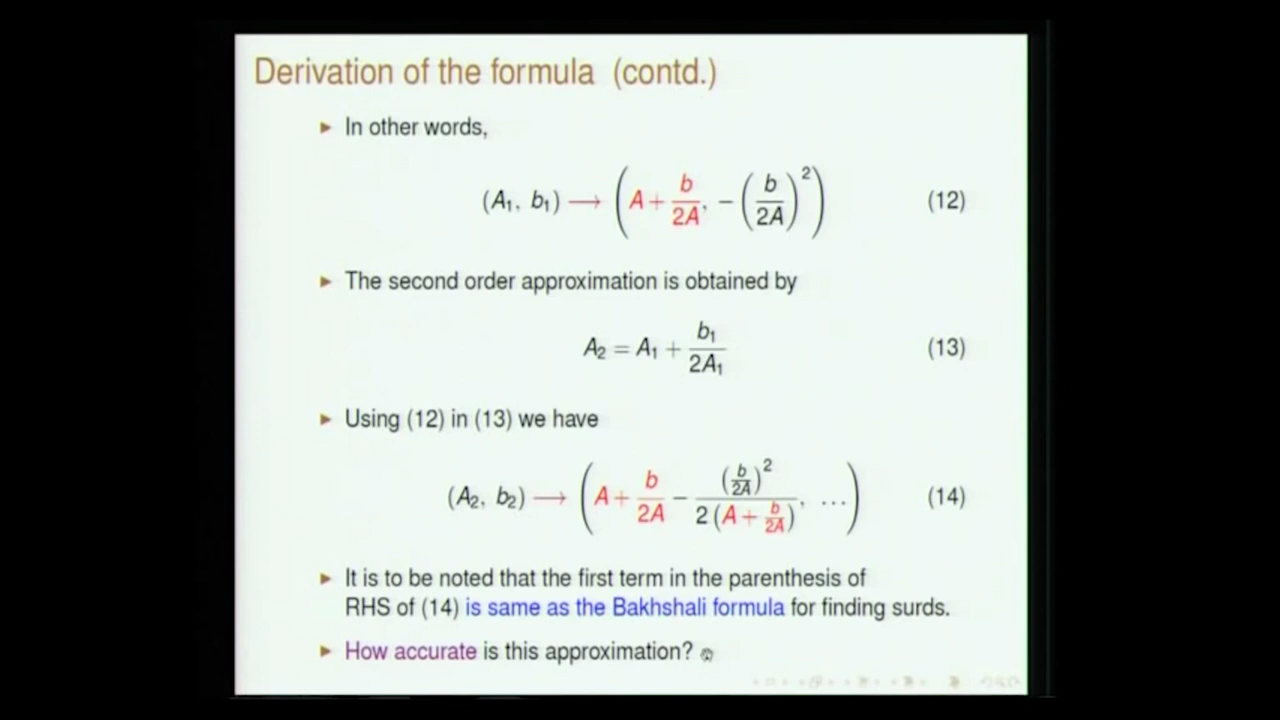 Derivation of the formula (contd.)
► In other words,
(A₁, b₁) ⟶ (A + b/2A, −(b/2A)²) (12)
► The second order approximation is obtained by
A₂ = A₁ + b₁/2A₁ (13)
► Using (12) in (13) we have
(A₂, b₂) ⟶ (A + b/2A − (b/2A)²/2(A + b/2A), ...) (14)
► It is to be noted that the first term in the parenthesis of
RHS of (14) is same as the Bakhshali formula for finding surds.
► How accurate is this approximation?